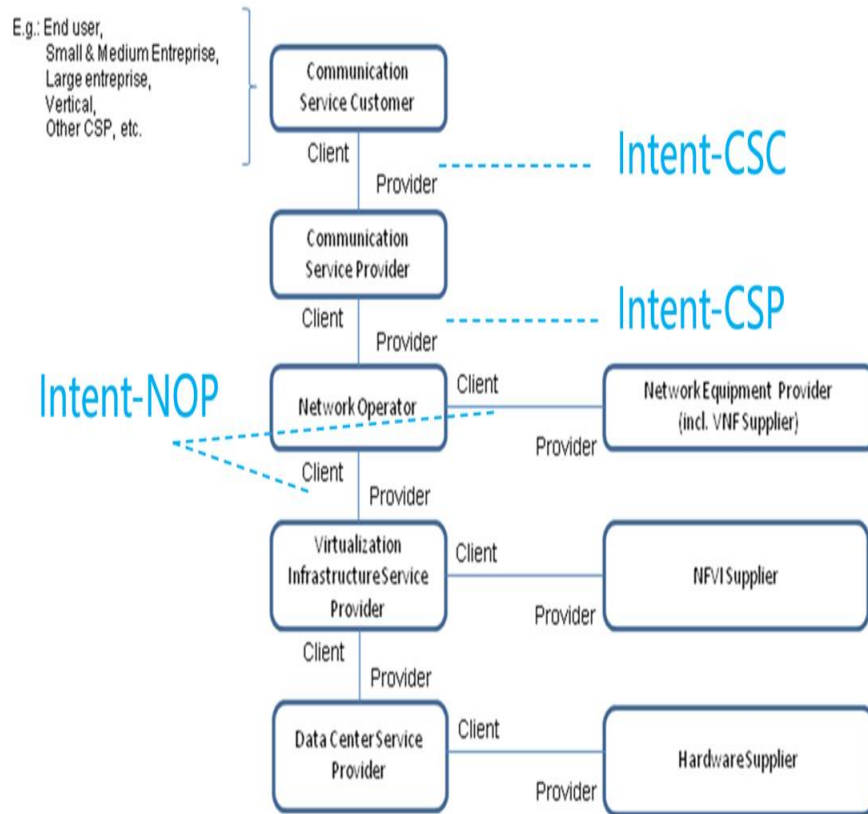 E.g.: End user,
Small & Medium Entreprise,
Large entreprise,
Vertical,
Other CSP, etc.
Communication
Service Customer
Client
Provider
Intent-CSC
Communication
Service Provider
Client
Provider
Intent-CSP
Intent-NOP
Network Operator
Client
Provider
Network Equipment Provider
(incl. VNF Supplier)
Client
Provider
Virtualization
Infrastructure Service
Provider
Client
Provider
NFVI Supplier
Client
Provider
Data Center Service
Provider
Client
Provider
Hardware Supplier